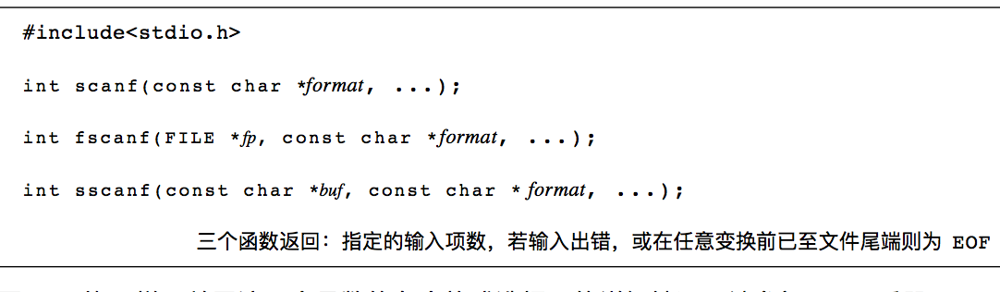 #include<stdio.h>
int scanf(const char *format, ...);
int fscanf(FILE *fp, const char *format, ...);
int sscanf(const char *buf, const char * format, ...);
三个函数返回：指定的输入项数，若输入出错，或在任意变换前已至文件尾端则为 EOF